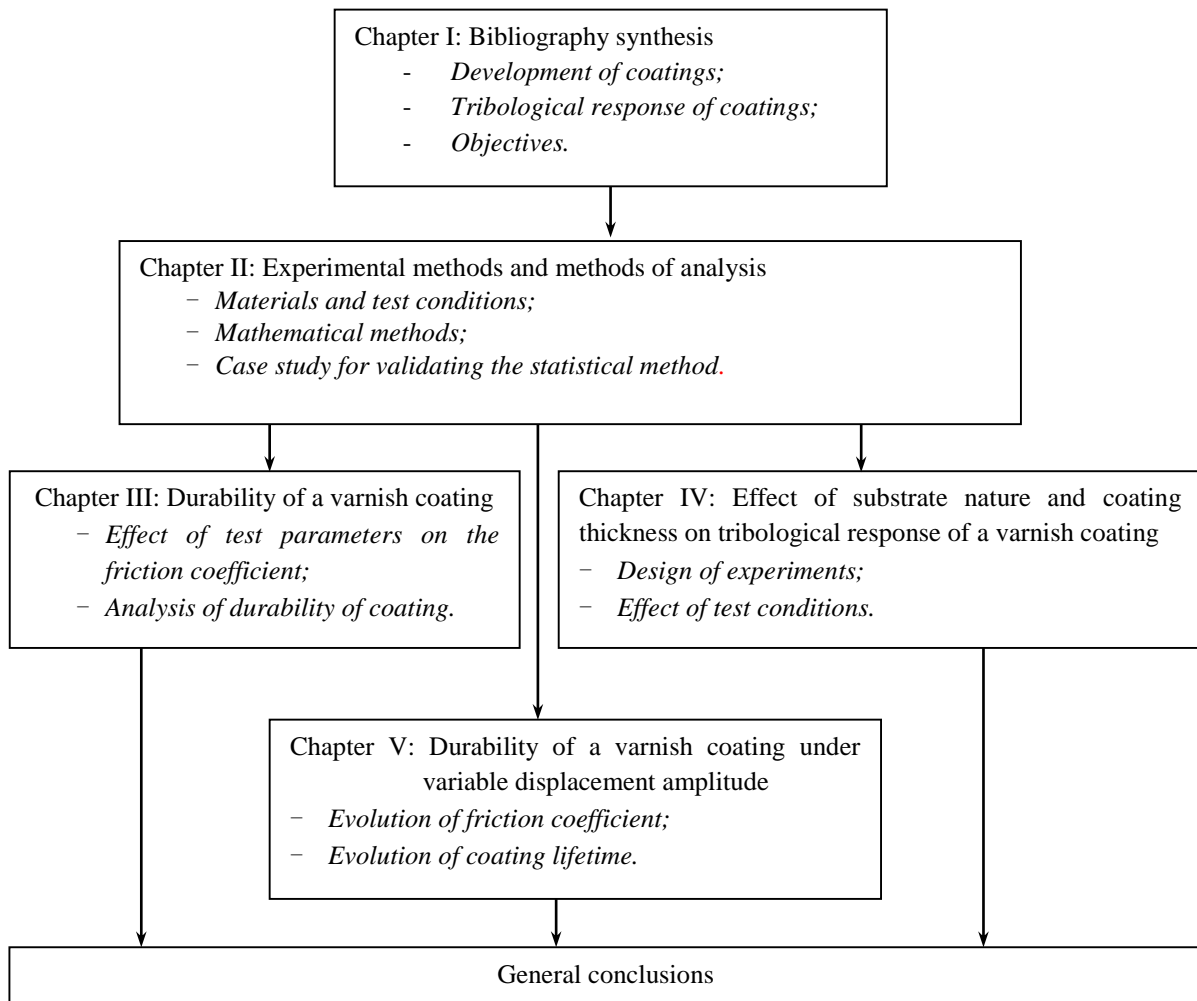 Chapter I: Bibliography synthesis
- Development of coatings;
- Tribological response of coatings;
- Objectives.
Chapter II: Experimental methods and methods of analysis
− Materials and test conditions;
− Mathematical methods;
− Case study for validating the statistical method.
Chapter III: Durability of a varnish coating
− Effect of test parameters on the
friction coefficient;
− Analysis of durability of coating.
Chapter IV: Effect of substrate nature and coating
thickness on tribological response of a varnish coating
− Design of experiments;
− Effect of test conditions.
Chapter V: Durability of a varnish coating under
variable displacement amplitude
− Evolution of friction coefficient;
− Evolution of coating lifetime.
General conclusions